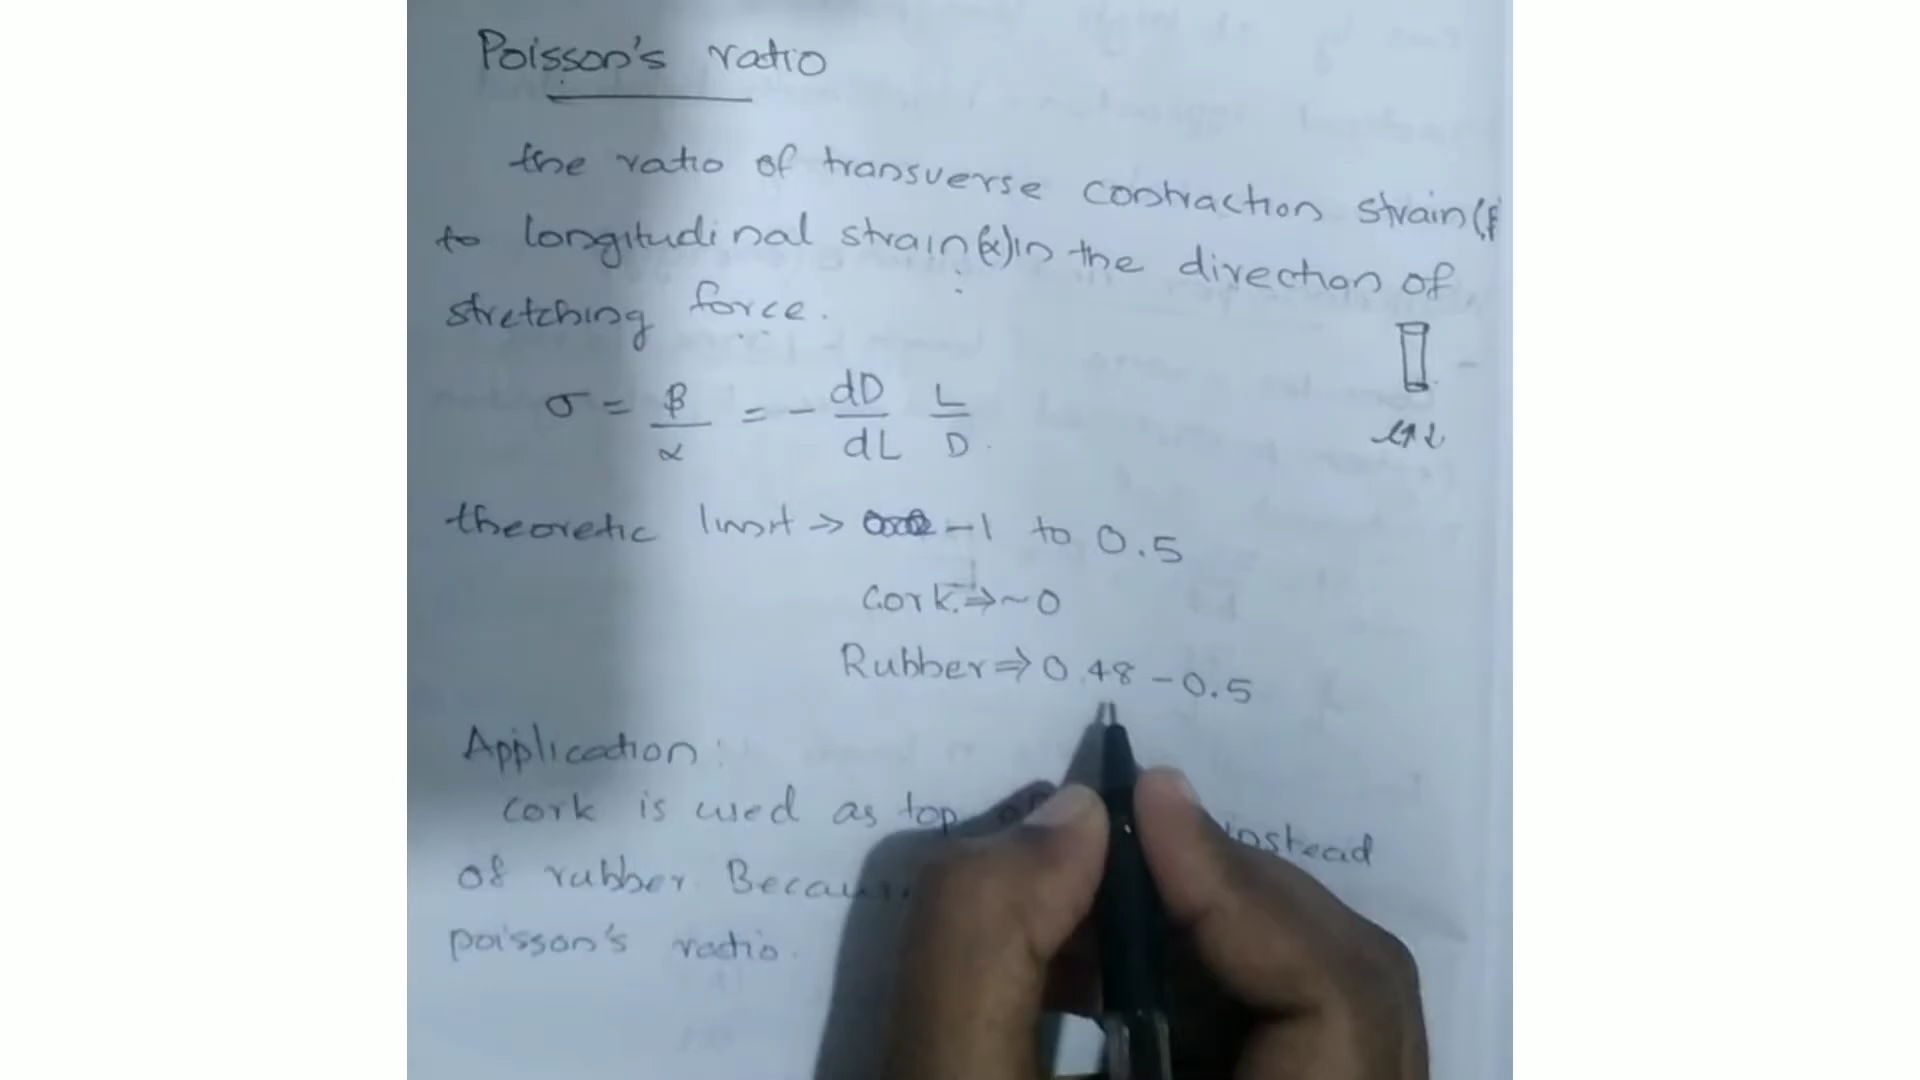 Poisson's ratio
the ratio of transverse contraction strain(β
to longitudinal strain(α)in the direction of
stretching force.
σ = β/α = - dD/dL L/D
theoretic limit → -1 to 0.5
Cork. ⇒ ~0
Rubber ⇒ 0.48 - 0.5
Application:
cork is used as top instead
of rubber. Because
poisson's ratio.